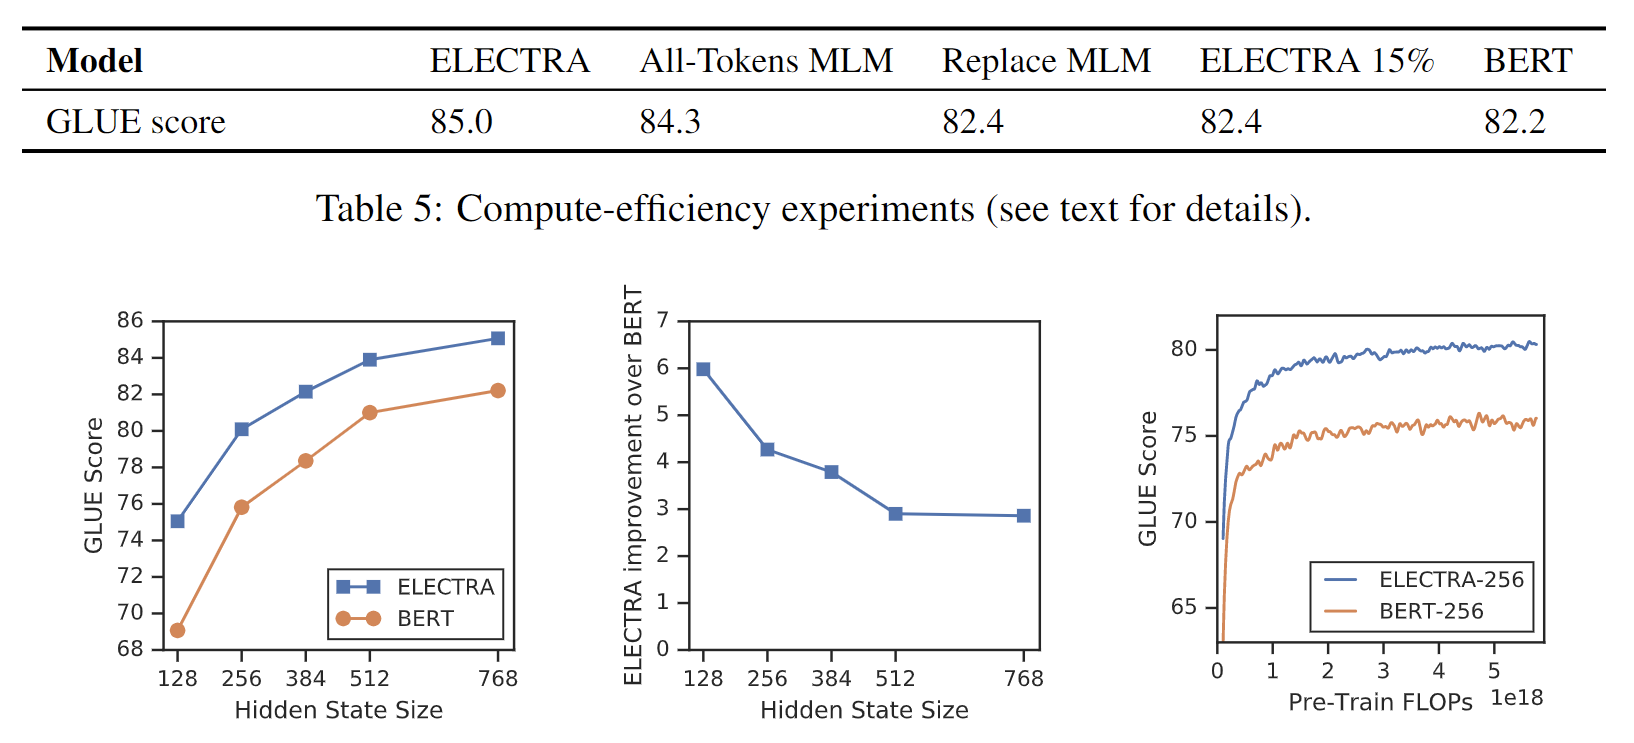 Model ELECTRA All-Tokens MLM Replace MLM ELECTRA 15% BERT
GLUE score 85.0 84.3 82.4 82.4 82.2
Table 5: Compute-efficiency experiments (see text for details).
GLUE Score
86
84
82
80
78
76
74
72
70
68
ELECTRA
BERT
128 256 384 512 768
Hidden State Size
ELECTRA improvement over BERT
7
6
5
4
3
2
1
0
128 256 384 512 768
Hidden State Size
GLUE Score
80
75
70
65
ELECTRA-256
BERT-256
0 1 2 3 4 5
Pre-Train FLOPs 1e18